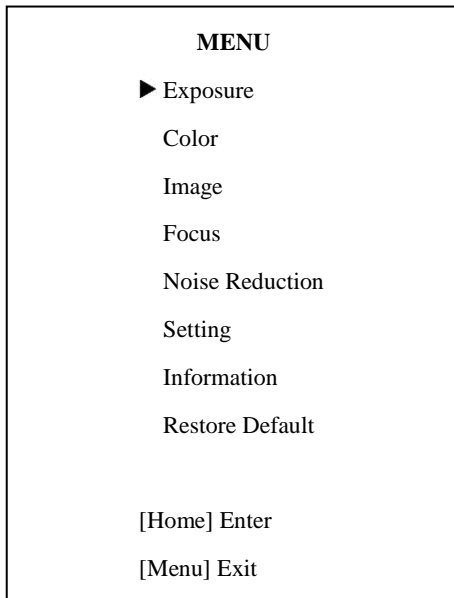 MENU
▶ Exposure
Color
Image
Focus
Noise Reduction
Setting
Information
Restore Default
[Home] Enter
[Menu] Exit